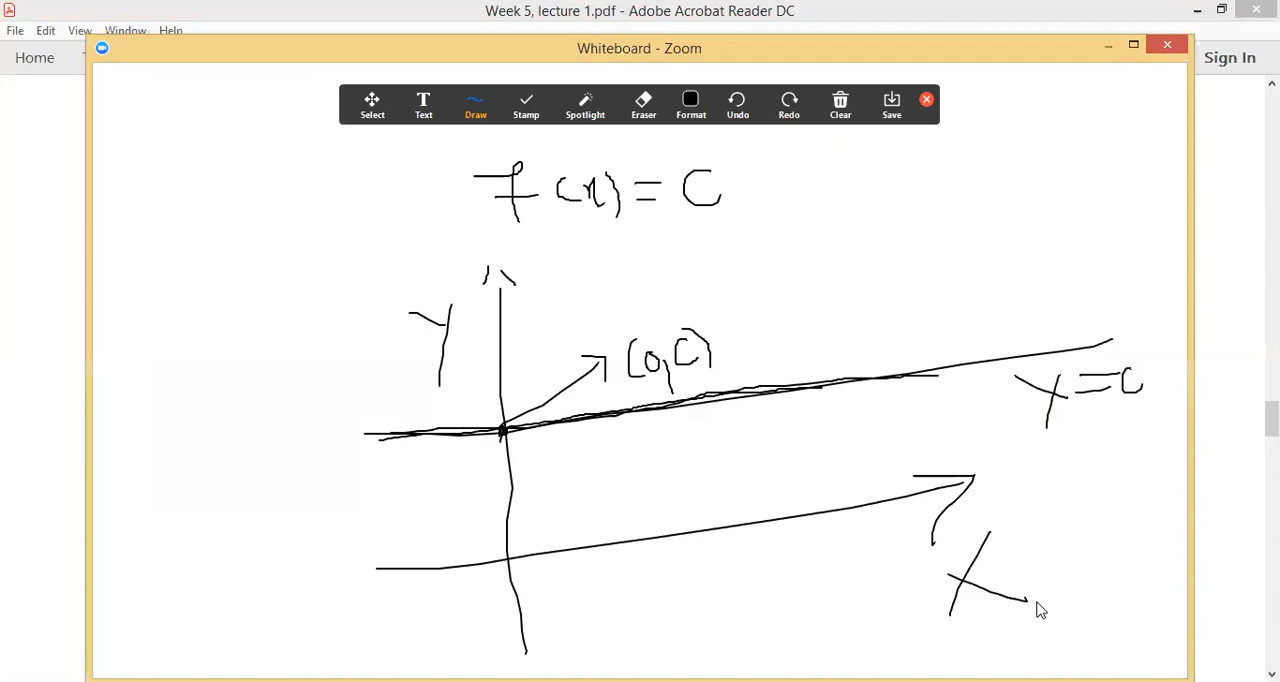 Week 5, lecture 1.pdf - Adobe Acrobat Reader DC
File Edit View Window Help
Home
Sign In
Whiteboard - Zoom
Select Text Draw Stamp Spotlight Eraser Format Undo Redo Clear Save
f(x) = C
Y
(0,C)
Y=C
X